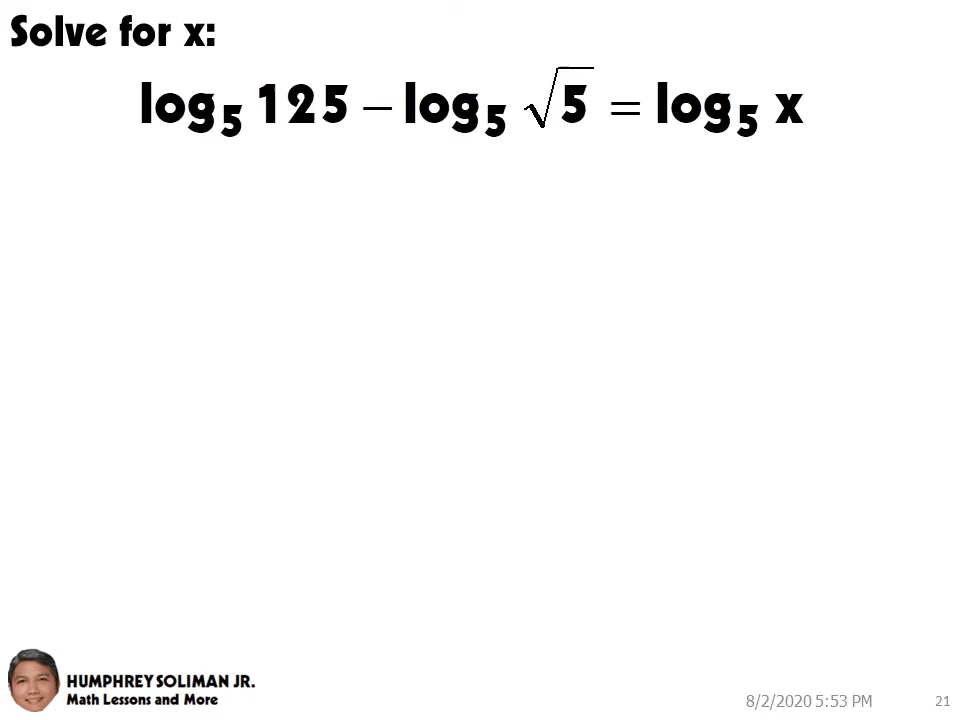 Solve for x:
log₅ 125 – log₅ √5 = log₅ x
HUMPHREY SOLIMAN JR.
Math Lessons and More
8/2/2020 5:53 PM
21